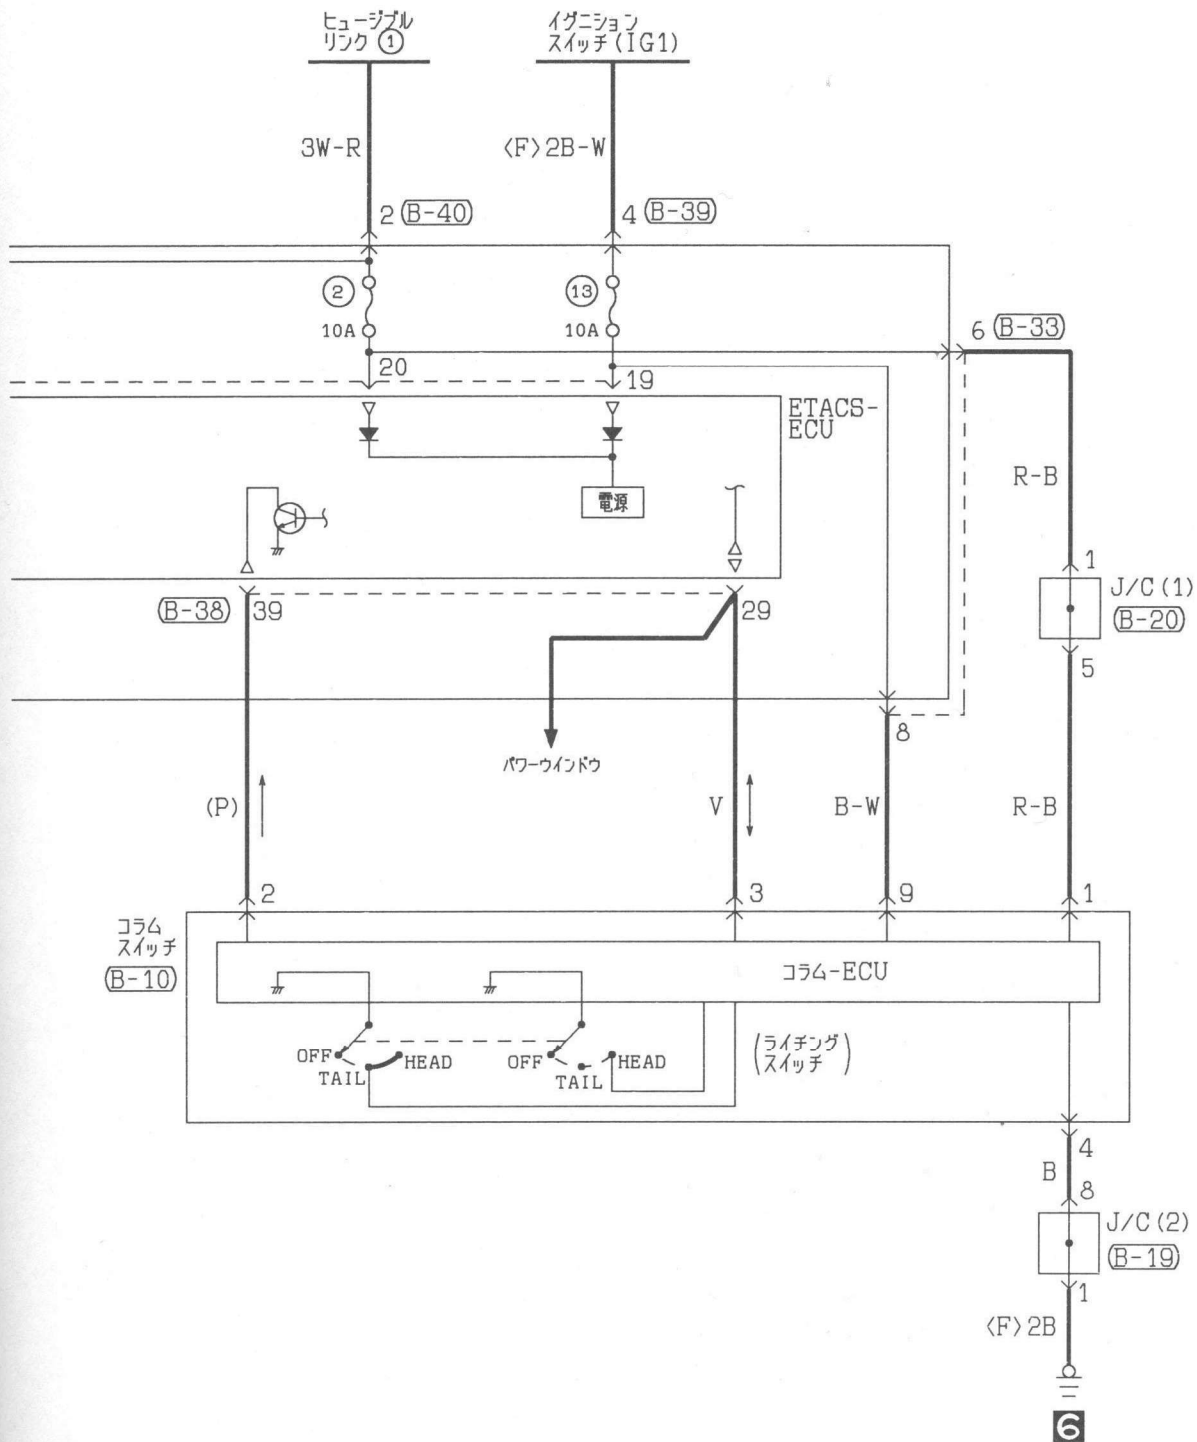 ヒュージブル
リンク ①
イグニション
スイッチ(IG1)
3W-R
〈F〉2B-W
2 (B-40)
4 (B-39)
②
10A
⑬
10A
6 (B-33)
20
19
ETACS-
ECU
R-B
電源
1
J/C(1)
(B-20)
(B-38) 39
29
5
8
パワーウインドウ
(P)
V
B-W
R-B
2
3
9
1
コラム
スイッチ
(B-10)
コラム-ECU
OFF
TAIL
HEAD
OFF
TAIL
HEAD
(ライチング
スイッチ)
4
B
8
J/C(2)
(B-19)
1
〈F〉2B
6